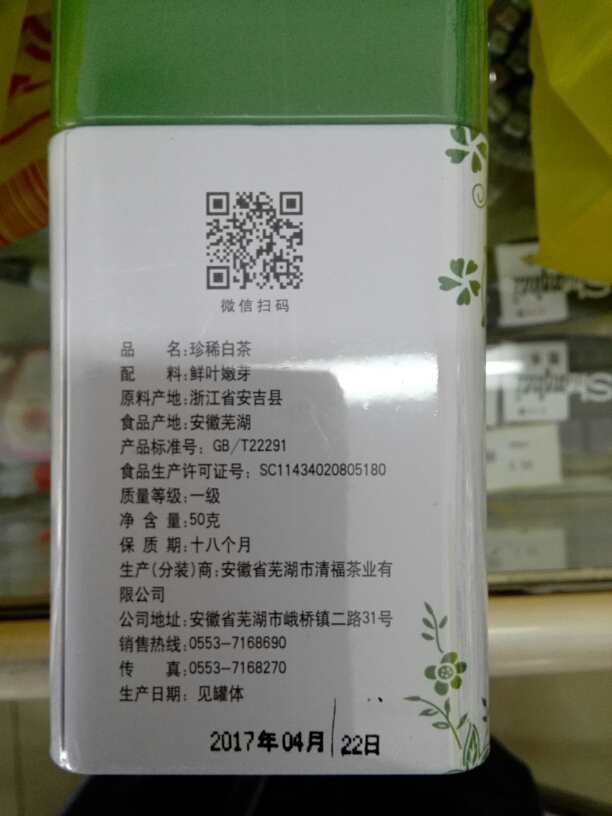 微信扫码
品 名:珍稀白茶
配 料:鲜叶嫩芽
原料产地:浙江省安吉县
食品产地:安徽芜湖
产品标准号: GB/T22291
食品生产许可证号: SC11434020805180
质量等级:一级
净 含 量:50克
保 质 期:十八个月
生产(分装)商:安徽省芜湖市清福茶业有
限公司
公司地址:安徽省芜湖市峨桥镇二路31号
销售热线:0553-7168690
传 真:0553-7168270
生产日期: 见罐体
2017年04月 22日